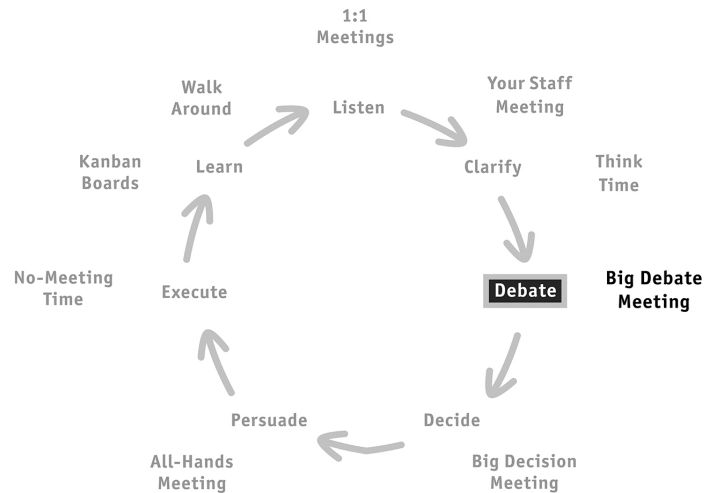 1:1
Meetings
Walk
Around
Listen
Your Staff
Meeting
Kanban
Boards
Learn
Clarify
Think
Time
No-Meeting
Time
Execute
Debate
Big Debate
Meeting
Persuade
Decide
All-Hands
Meeting
Big Decision
Meeting